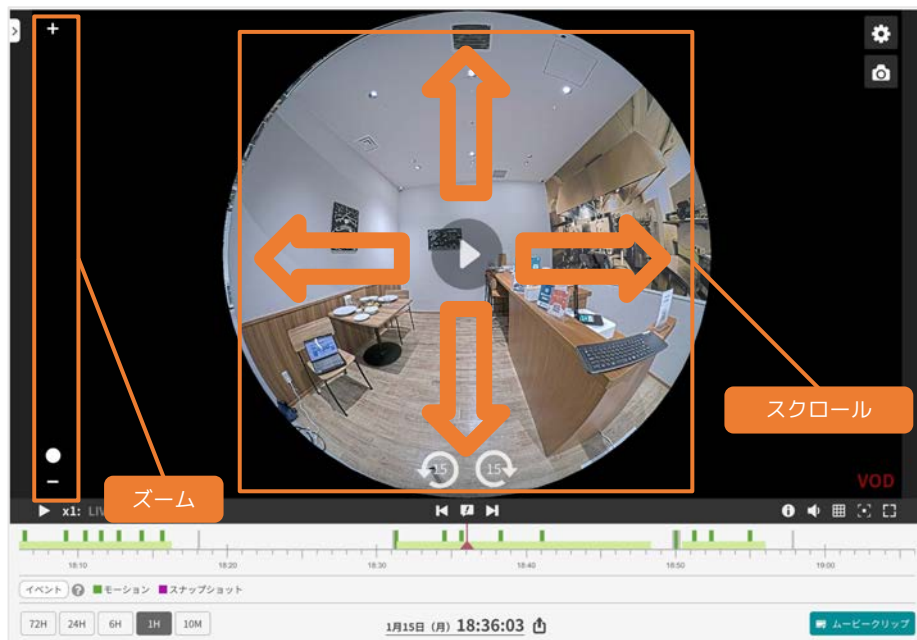 スクロール
15 15
VOD
ズーム
x1: LIV
18:10 18:20 18:30 18:40 18:50 19:00
イベント モーション スナップショット
72H 24H 6H 1H 10M 1月15日 (月) 18:36:03 ムービークリップ